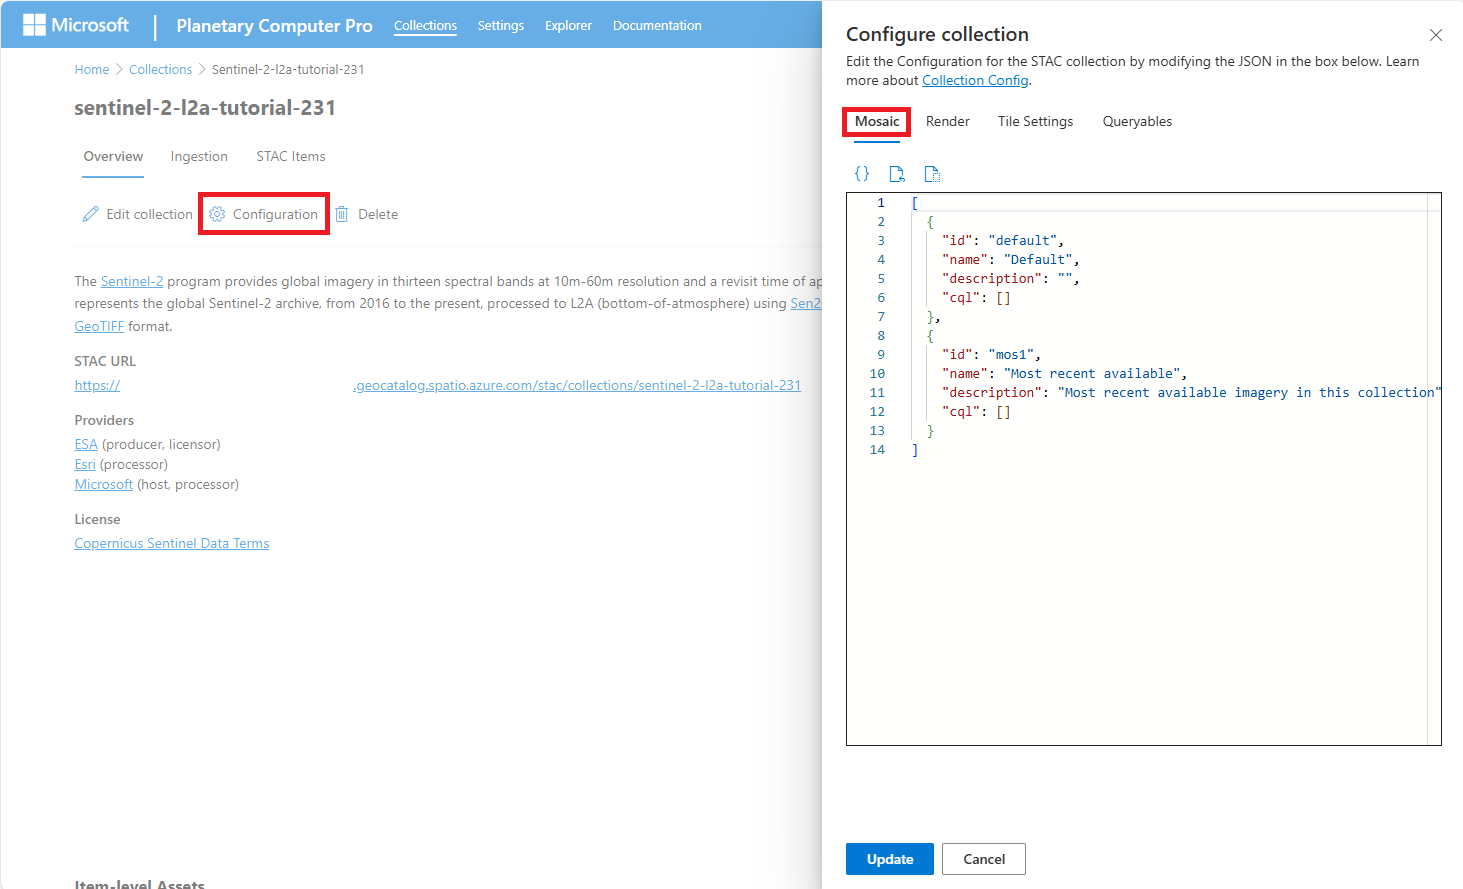 Microsoft | Planetary Computer Pro Collections Settings Explorer Documentation
Home > Collections > Sentinel-2-l2a-tutorial-231
sentinel-2-l2a-tutorial-231
Overview Ingestion STAC Items
Edit collection Configuration Delete
The Sentinel-2 program provides global imagery in thirteen spectral bands at 10m-60m resolution and a revisit time of
represents the global Sentinel-2 archive, from 2016 to the present, processed to L2A (bottom-of-atmosphere) using
GeoTIFF format.
STAC URL
https:// .geocatalog.spatio.azure.com/stac/collections/sentinel-2-l2a-tutorial-231
Providers
ESA (producer, licensor)
Esri (processor)
Microsoft (host, processor)
License
Copernicus Sentinel Data Terms
Item-level Assets
Configure collection
Edit the Configuration for the STAC collection by modifying the JSON in the box below. Learn
more about Collection Config.
Mosaic Render Tile Settings Queryables
{}
1 [
2 {
3 "id": "default",
4 "name": "Default",
5 "description": "",
6 "cql": []
7 },
8 {
9 "id": "mos1",
10 "name": "Most recent available",
11 "description": "Most recent available imagery in this collection"
12 "cql": []
13 }
14 ]
Update Cancel